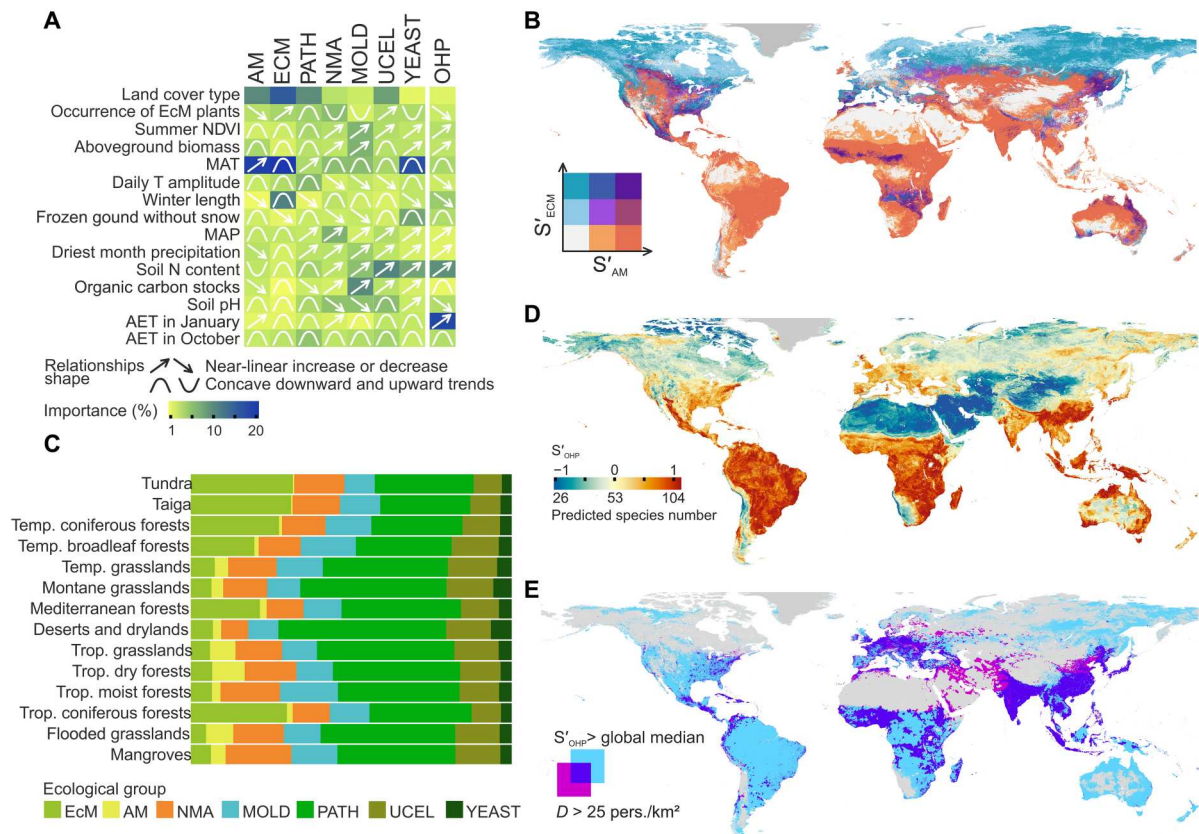 A
AM
ECM
PATH
NMA
MOLD
UCEL
YEAST
OHP
Land cover type
Occurrence of EcM plants
Summer NDVI
Aboveground biomass
MAT
Daily T amplitude
Winter length
Frozen gound without snow
MAP
Driest month precipitation
Soil N content
Organic carbon stocks
Soil pH
AET in January
AET in October
Relationships shape
Near-linear increase or decrease
Concave downward and upward trends
Importance (%)
1 10 20
B
S′ECM
S′AM
C
Tundra
Taiga
Temp. coniferous forests
Temp. broadleaf forests
Temp. grasslands
Montane grasslands
Mediterranean forests
Deserts and drylands
Trop. grasslands
Trop. dry forests
Trop. moist forests
Trop. coniferous forests
Flooded grasslands
Mangroves
Ecological group
EcM AM NMA MOLD PATH UCEL YEAST
D
S′OHP
−1 0 1
26 53 104
Predicted species number
E
S′OHP> global median
D > 25 pers./km²